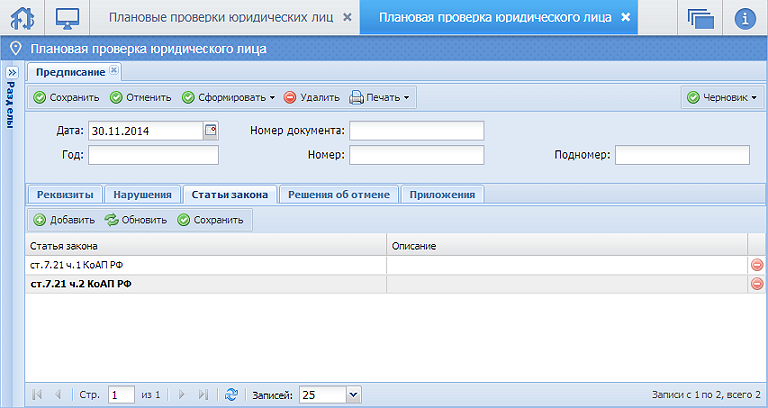 Плановые проверки юридических лиц
Плановая проверка юридического лица
Плановая проверка юридического лица
Разделы
Предписание
Сохранить Отменить Сформировать Удалить Печать Черновик
Дата: 30.11.2014 Номер документа:
Год: Номер: Подномер:
Реквизиты Нарушения Статьи закона Решения об отмене Приложения
Добавить Обновить Сохранить
Статья закона Описание
ст.7.21 ч.1 КоАП РФ
ст.7.21 ч.2 КоАП РФ
Стр. 1 из 1 Записей: 25 Записи с 1 по 2, всего 2